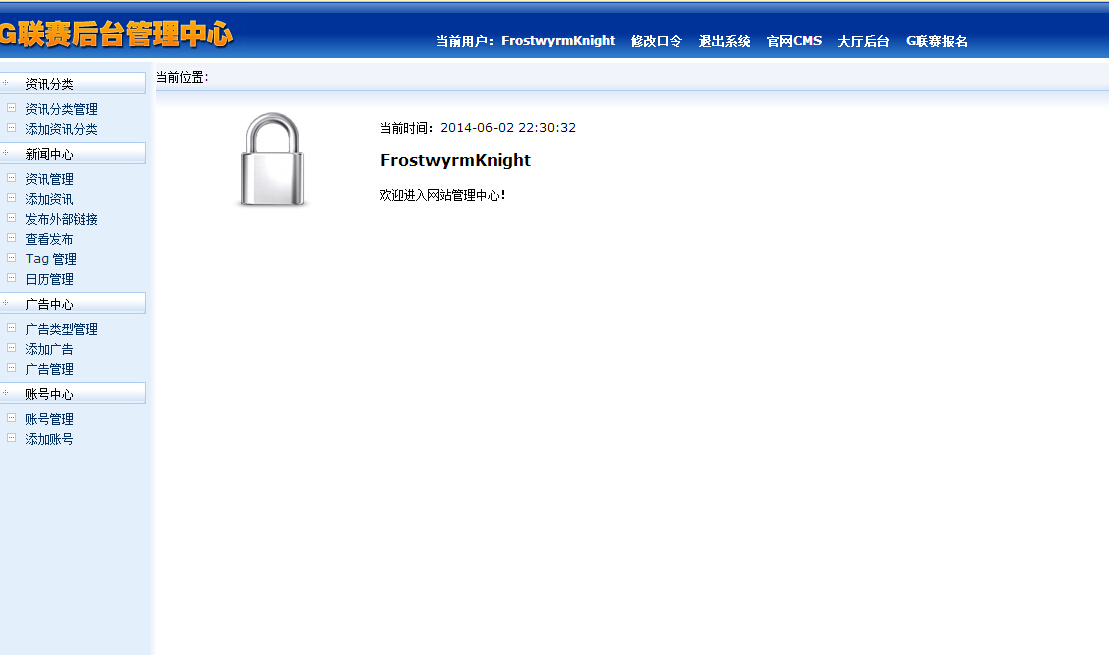 G联赛后台管理中心
当前用户：FrostwyrmKnight 修改口令 退出系统 官网CMS 大厅后台 G联赛报名
资讯分类
资讯分类管理
添加资讯分类
新闻中心
资讯管理
添加资讯
发布外部链接
查看发布
Tag 管理
日历管理
广告中心
广告类型管理
添加广告
广告管理
账号中心
账号管理
添加账号
当前位置：
当前时间：2014-06-02 22:30:32
FrostwyrmKnight
欢迎进入网站管理中心！